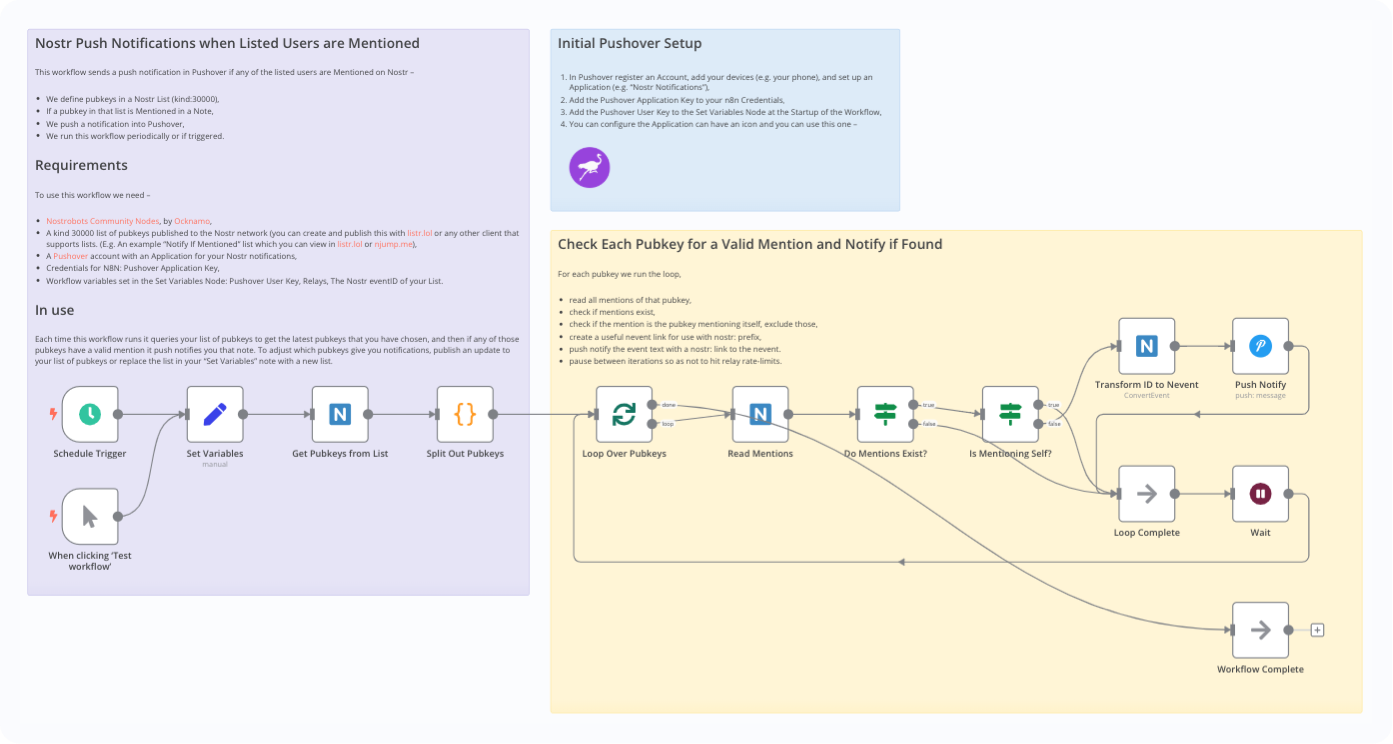 Nostr Push Notifications when Listed Users are Mentioned
This workflow sends a push notification in Pushover if any of the listed users are Mentioned on Nostr –
• We define pubkeys in a Nostr List (kind:30000),
• If a pubkey in that list is Mentioned in a Note,
• We push a notification into Pushover,
• We run this workflow periodically or if triggered.
Requirements
To use this workflow we need –
• Nostrobots Community Nodes, by Ocknamo,
• A kind 30000 list of pubkeys published to the Nostr network (you can create and publish this with listr.lol or any other client that
supports lists. (E.g. An example “Notify If Mentioned” list which you can view in listr.lol or njump.me),
• A Pushover account with an Application for your Nostr notifications,
• Credentials for N8N: Pushover Application Key,
• Workflow variables set in the Set Variables Node: Pushover User Key, Relays, The Nostr eventID of your List.
In use
Each time this workflow runs it queries your list of pubkeys to get the latest pubkeys that you have chosen, and then if any of those
pubkeys have a valid mention it push notifies you that note. To adjust which pubkeys give you notifications, publish an update to
your list of pubkeys or replace the list in your “Set Variables” note with a new list.
Schedule Trigger
Set Variables
manual
Get Pubkeys from List
Split Out Pubkeys
When clicking ‘Test
workflow’
Initial Pushover Setup
1. In Pushover register an Account, add your devices (e.g. your phone), and set up an
Application (e.g. “Nostr Notifications”),
2. Add the Pushover Application Key to your n8n Credentials,
3. Add the Pushover User Key to the Set Variables Node at the Startup of the Workflow,
4. You can configure the Application can have an icon and you can use this one –
Check Each Pubkey for a Valid Mention and Notify if Found
For each pubkey we run the loop,
• read all mentions of that pubkey,
• check if mentions exist,
• check if the mention is the pubkey mentioning itself, exclude those,
• create a useful nevent link for use with nostr: prefix,
• push notify the event text with a nostr: link to the nevent.
• pause between iterations so as not to hit relay rate-limits.
Loop Over Pubkeys
done
loop
Read Mentions
Do Mentions Exist?
true
false
Is Mentioning Self?
true
false
Transform ID to Nevent
ConvertEvent
Push Notify
push: message
Loop Complete
Wait
Workflow Complete